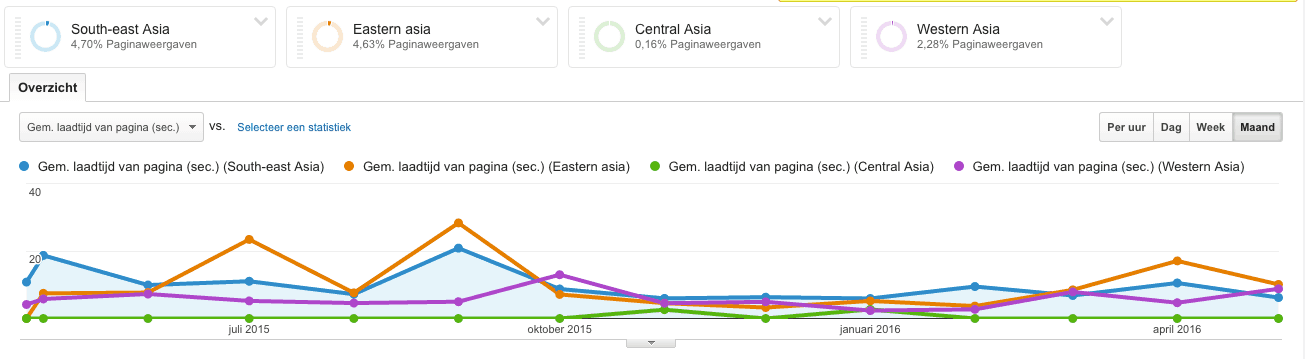 South-east Asia
4,70% Paginaweergaven
Eastern asia
4,63% Paginaweergaven
Central Asia
0,16% Paginaweergaven
Western Asia
2,28% Paginaweergaven
Overzicht
Gem. laadtijd van pagina (sec.) vs. Selecteer een statistiek
Per uur Dag Week Maand
Gem. laadtijd van pagina (sec.) (South-east Asia) Gem. laadtijd van pagina (sec.) (Eastern asia) Gem. laadtijd van pagina (sec.) (Central Asia) Gem. laadtijd van pagina (sec.) (Western Asia)
40
20
juli 2015 oktober 2015 januari 2016 april 2016